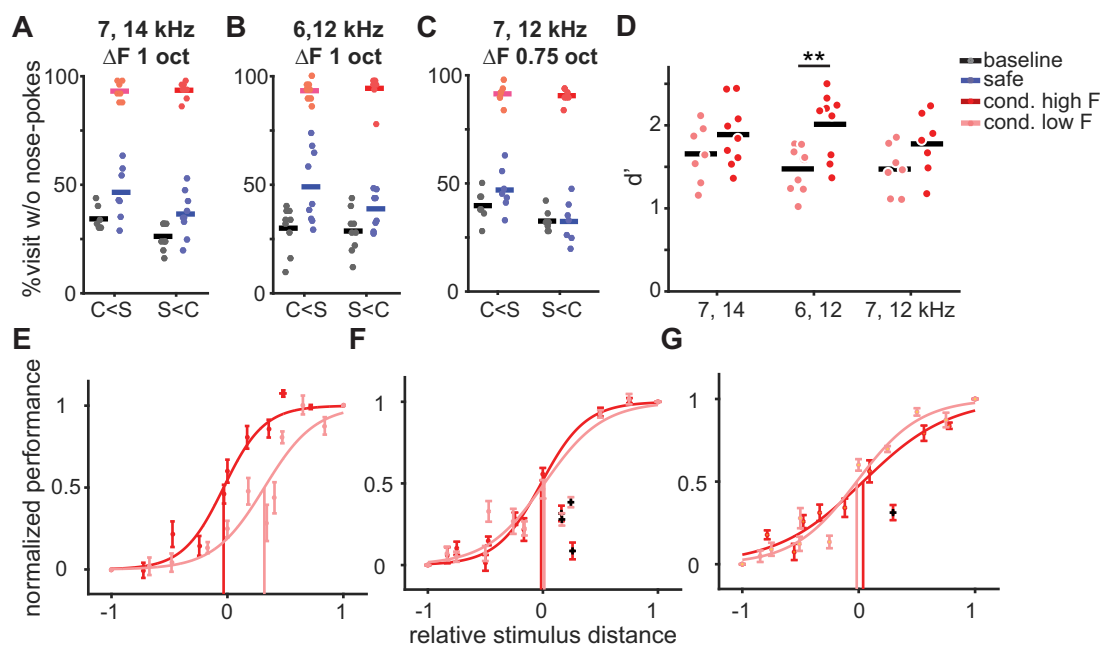 A
7, 14 kHz
ΔF 1 oct
B
6,12 kHz
ΔF 1 oct
C
7, 12 kHz
ΔF 0.75 oct
D
%visit w/o nose-pokes
100
50
0
C<S
S<C
100
50
0
C<S
S<C
100
50
0
C<S
S<C
d'
2
1
0
**
7, 14
6, 12
7, 12 kHz
baseline
safe
cond. high F
cond. low F
E
normalized performance
1
0.5
0
-1
0
1
F
1
0.5
0
-1
0
1
G
1
0.5
0
-1
0
1
relative stimulus distance